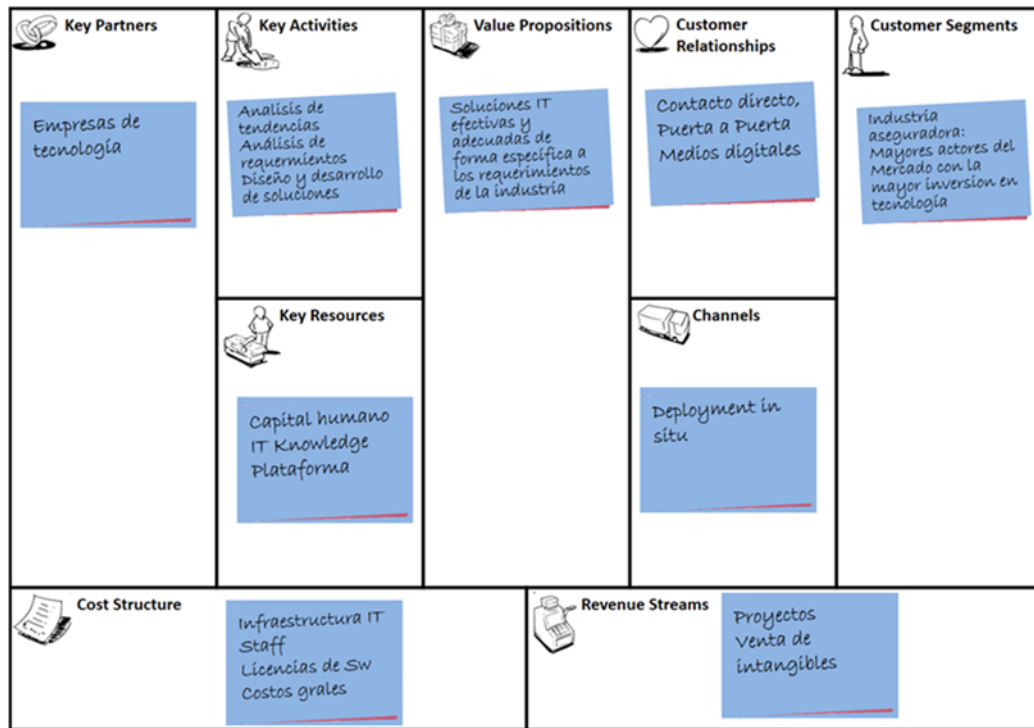 Key Partners
Empresas de
tecnología
Key Activities
Analisis de
tendencias
Análisis de
requermientos
Diseño y desarrollo
de soluciones
Key Resources
Capital humano
IT Knowledge
Plataforma
Value Propositions
Soluciones IT
efectivas y
adecuadas de
forma específica a
los requerimientos
de la industria
Customer
Relationships
Contacto directo,
Puerta a Puerta
Medios digitales
Channels
Deployment in
situ
Customer Segments
Industria
aseguradora:
Mayores actores del
Mercado con la
mayor inversion en
tecnología
Cost Structure
Infraestructura IT
Staff
Licencias de Sw
Costos grales
Revenue Streams
Proyectos
Venta de
intangibles